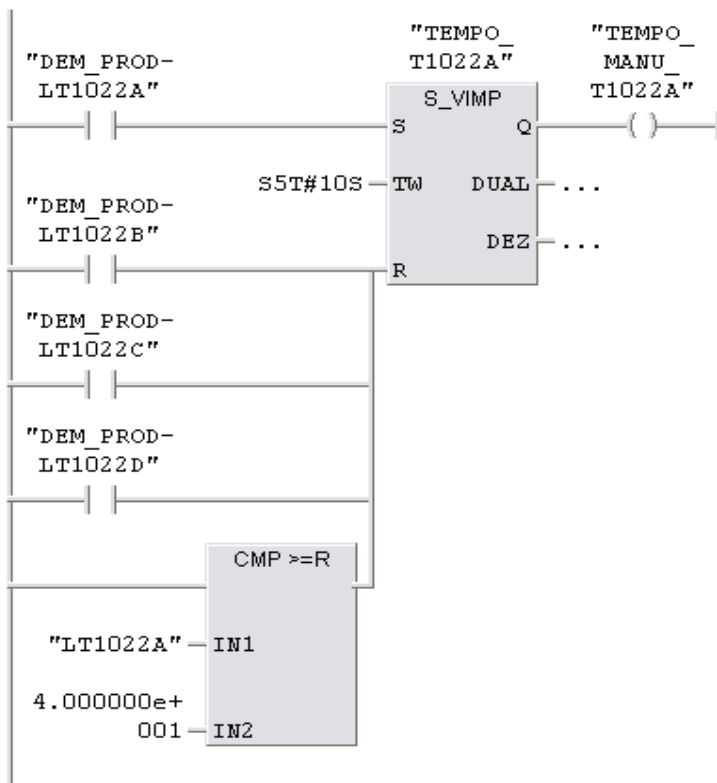 "DEM_PROD-
LT1022A"
"TEMPO_
T1022A"
S_VIMP
S
Q
"TEMPO_
MANU_
T1022A"
( )
S5T#10S
TW
DUAL
...
DEZ
...
"DEM_PROD-
LT1022B"
R
"DEM_PROD-
LT1022C"
"DEM_PROD-
LT1022D"
CMP >=R
"LT1022A"
IN1
4.000000e+
001
IN2